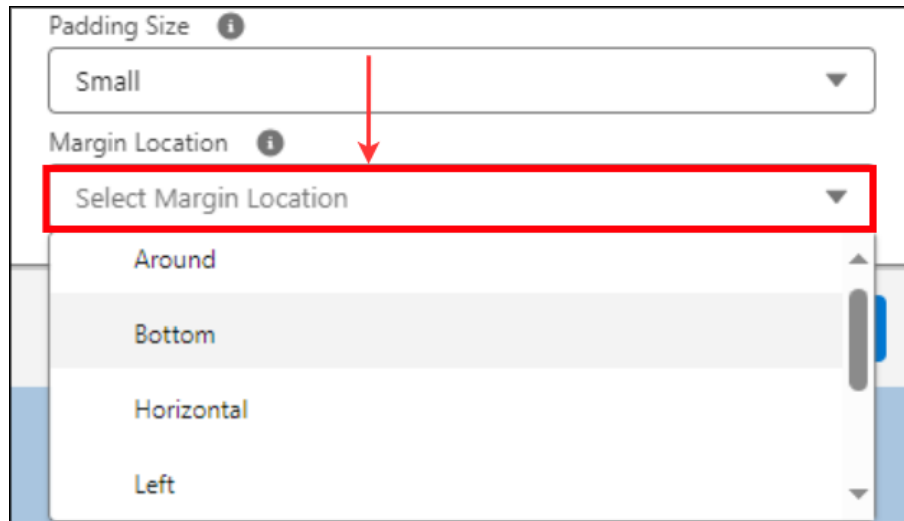 Padding Size
Small
Margin Location
Select Margin Location
Around
Bottom
Horizontal
Left